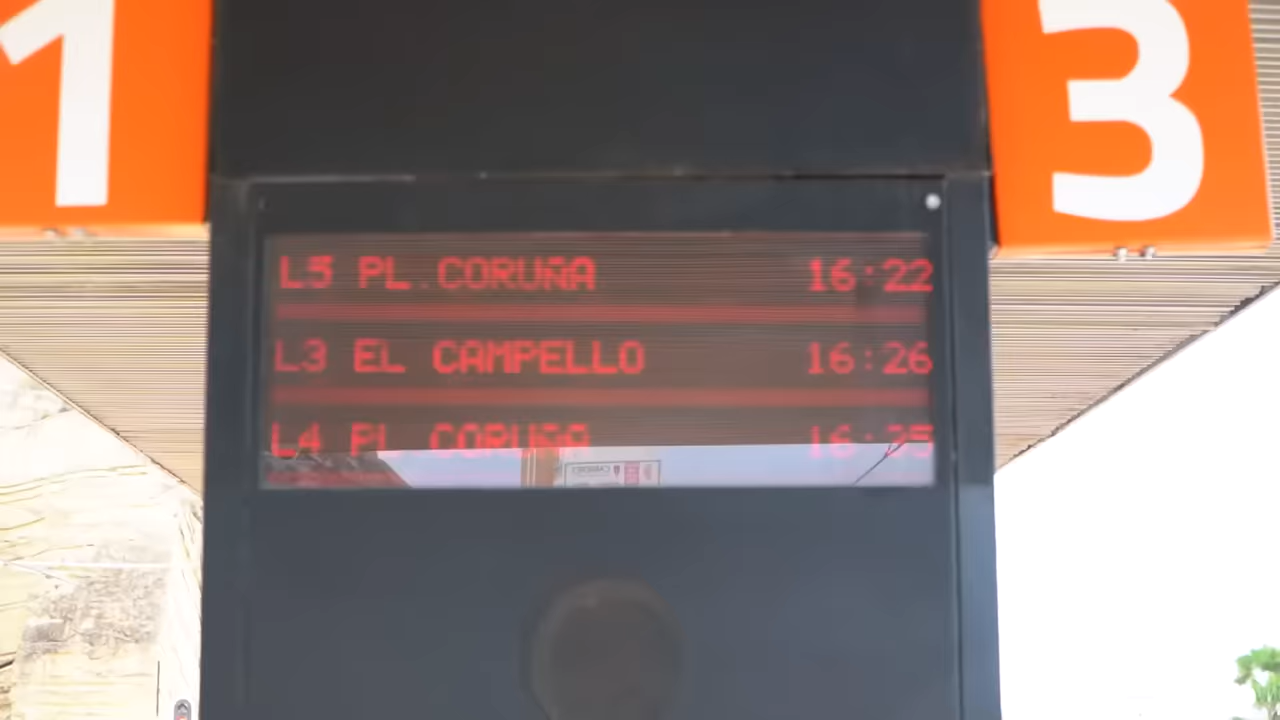 1
3
L5 PL.CORUÑA 16:22
L3 EL CAMPELLO 16:26
L4 PL CORUÑA 16:25